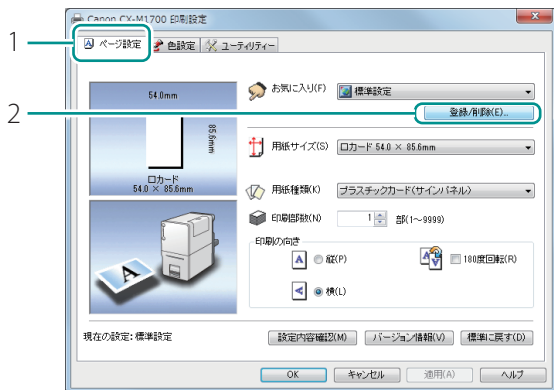 Canon CX-M1700 印刷設定
1
ページ設定 色設定 ユーティリティー
54.0mm
お気に入り(F) 標準設定
2
登録/削除(E)...
85.6mm
用紙サイズ(S) ロカード 54.0 × 85.6mm
ロカード
54.0 × 85.6mm
用紙種類(K) プラスチックカード(サインパネル)
印刷部数(N) 1 部(1~9999)
印刷の向き
A 縦(P) 180度回転(R)
A 横(L)
A
現在の設定:標準設定 設定内容確認(M) バージョン情報(V) 標準に戻す(D)
OK キャンセル 適用(A) ヘルプ